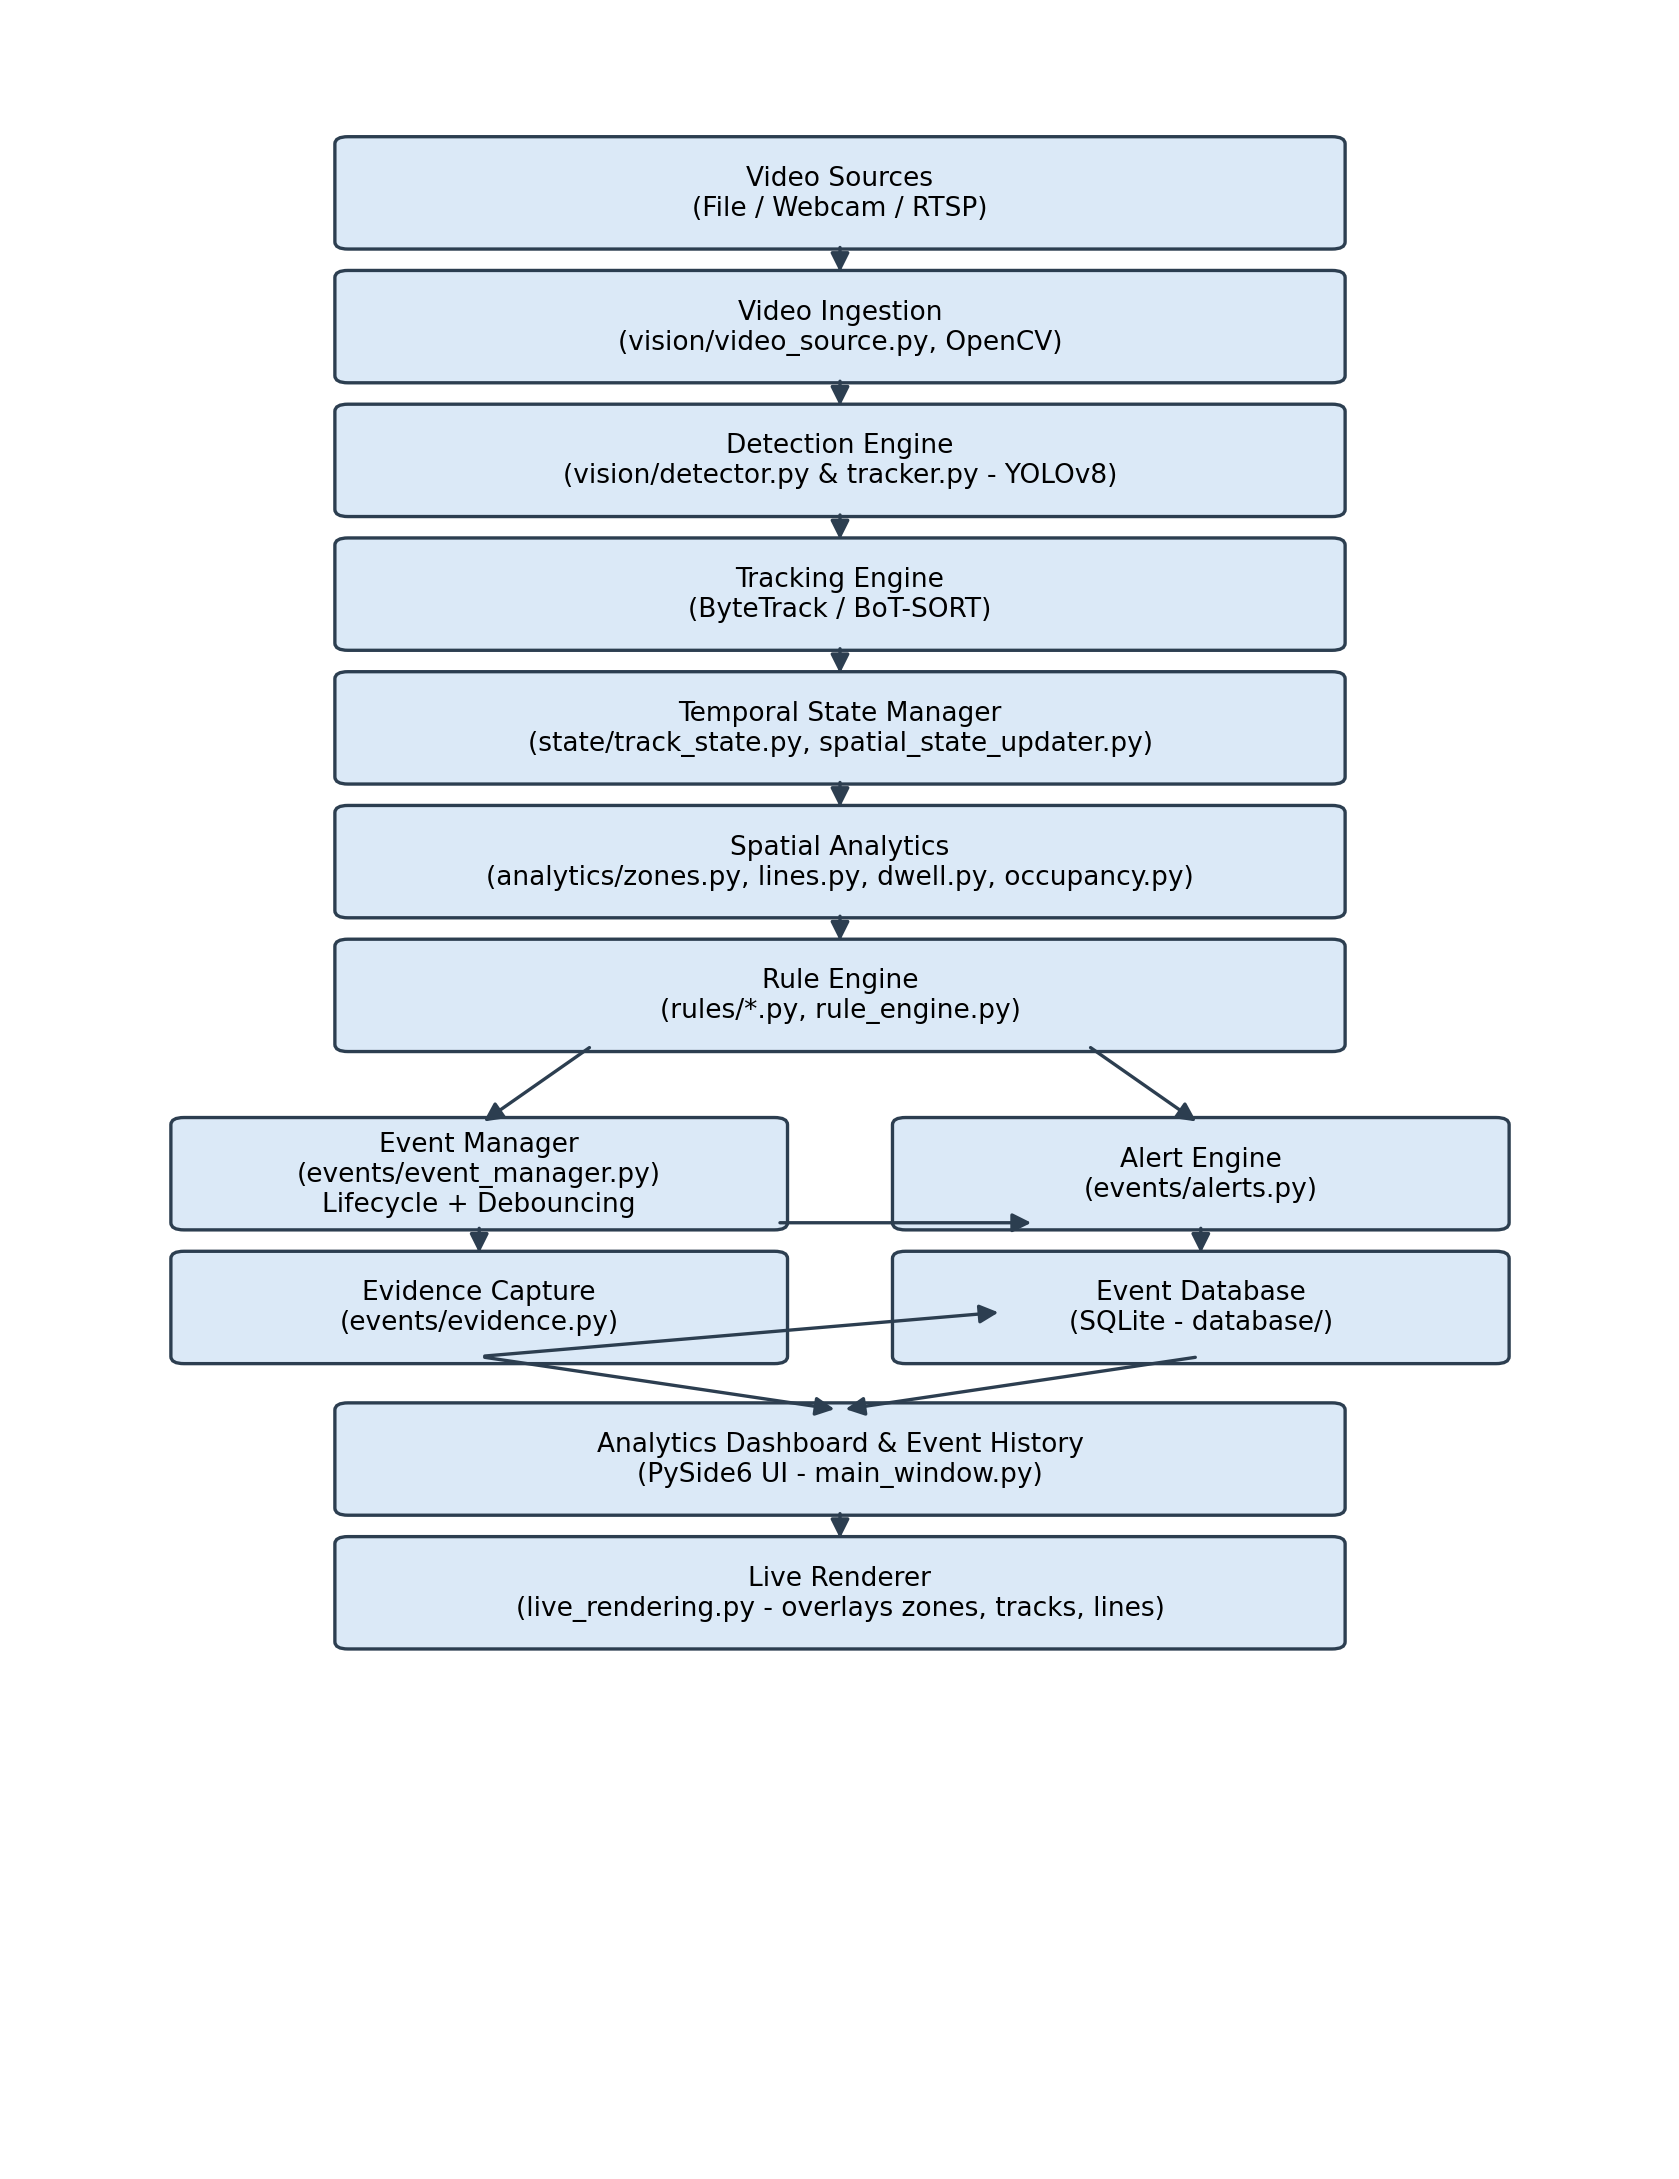 Video Sources
(File / Webcam / RTSP)
Video Ingestion
(vision/video_source.py, OpenCV)
Detection Engine
(vision/detector.py & tracker.py - YOLOv8)
Tracking Engine
(ByteTrack / BoT-SORT)
Temporal State Manager
(state/track_state.py, spatial_state_updater.py)
Spatial Analytics
(analytics/zones.py, lines.py, dwell.py, occupancy.py)
Rule Engine
(rules/*.py, rule_engine.py)
Event Manager
(events/event_manager.py)
Lifecycle + Debouncing
Alert Engine
(events/alerts.py)
Evidence Capture
(events/evidence.py)
Event Database
(SQLite - database/)
Analytics Dashboard & Event History
(PySide6 UI - main_window.py)
Live Renderer
(live_rendering.py - overlays zones, tracks, lines)